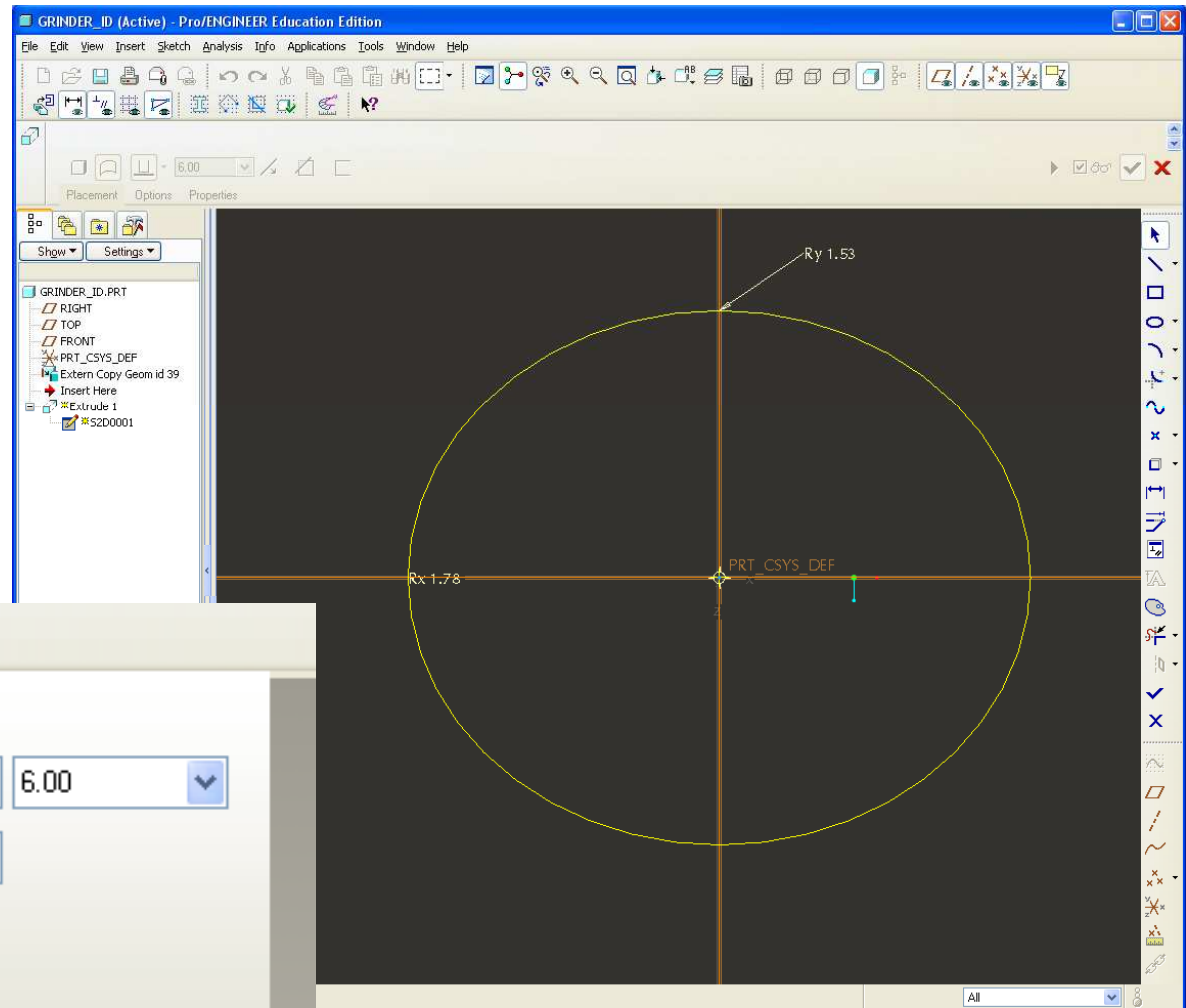 GRINDER_ID (Active) - Pro/ENGINEER Education Edition
File Edit View Insert Sketch Analysis Info Applications Tools Window Help
6.00
Placement Options Properties
Show Settings
GRINDER_ID.PRT
RIGHT
TOP
FRONT
PRT_CSYS_DEF
Extern Copy Geom id 39
Insert Here
Extrude 1
S2D0001
Ry 1.53
Rx 1.78
PRT_CSYS_DEF
X
Z
6.00
All